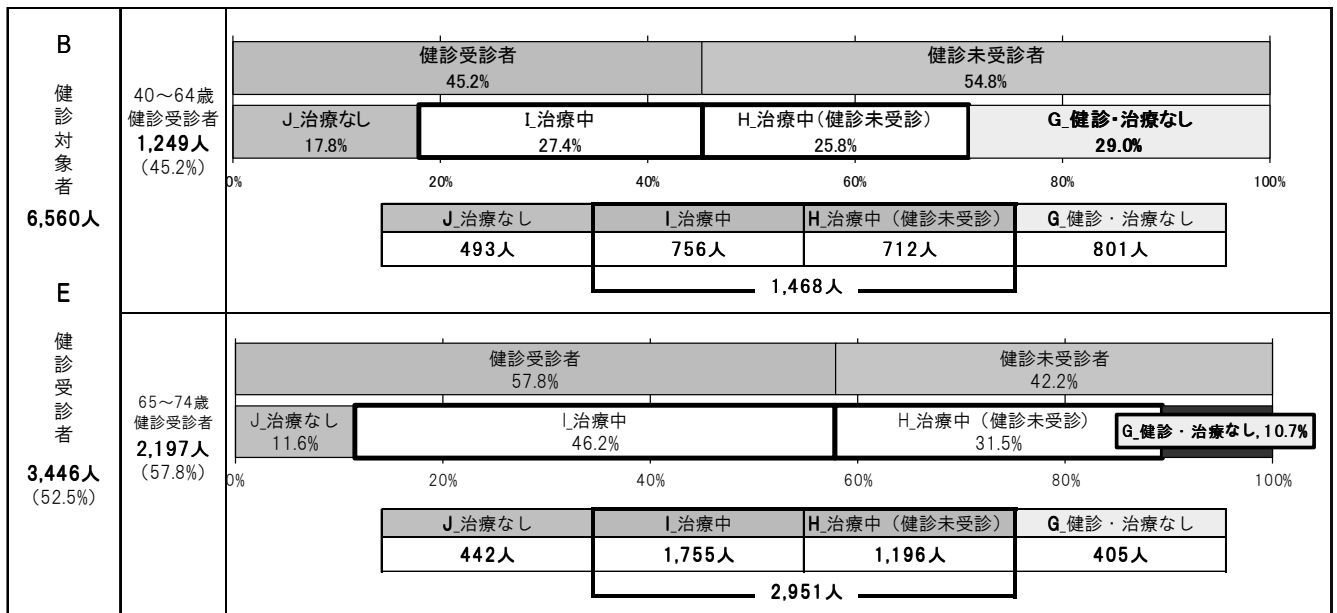 B
健診対象者
6,560人
E
健診受診者
3,446人
(52.5%)
40～64歳
健診受診者
1,249人
(45.2%)
健診受診者 健診未受診者
45.2% 54.8%
J_治療なし I_治療中 H_治療中(健診未受診) G_健診・治療なし
17.8% 27.4% 25.8% 29.0%
0% 20% 40% 60% 80% 100%
J_治療なし I_治療中 H_治療中（健診未受診） G_健診・治療なし
493人 756人 712人 801人
1,468人
65～74歳
健診受診者
2,197人
(57.8%)
健診受診者 健診未受診者
57.8% 42.2%
J_治療なし I_治療中 H_治療中（健診未受診） G_健診・治療なし, 10.7%
11.6% 46.2% 31.5%
0% 20% 40% 60% 80% 100%
J_治療なし I_治療中 H_治療中（健診未受診） G_健診・治療なし
442人 1,755人 1,196人 405人
2,951人